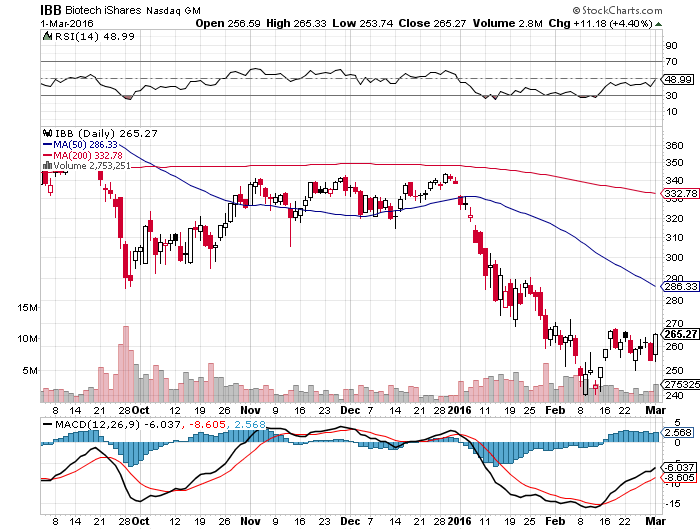 IBB Biotech iShares Nasdaq GM © StockCharts.com
1-Mar-2016 Open 256.59 High 265.33 Low 253.74 Close 265.27 Volume 2.8M Chg +11.18 (+4.40%)
RSI(14) 48.99
90
70
50
48.99
30
10
IBB (Daily) 265.27
MA(50) 286.33
MA(200) 332.78
Volume 2,753,251
360
350
340
332.78
320
310
300
290
286.33
280
270
265.27
260
250
2753251
240
15M
10M
5M
8 14 21 28 Oct 12 19 26 Nov 9 16 23 Dec 7 14 21 28 2016 11 19 25 Feb 8 16 22 Mar
MACD(12,26,9) -6.037, -8.605, 2.568
5
2.568
0
-6.037
-8.605
-10
-15
8 14 21 28 Oct 12 19 26 Nov 9 16 23 Dec 7 14 21 28 2016 11 19 25 Feb 8 16 22 Mar